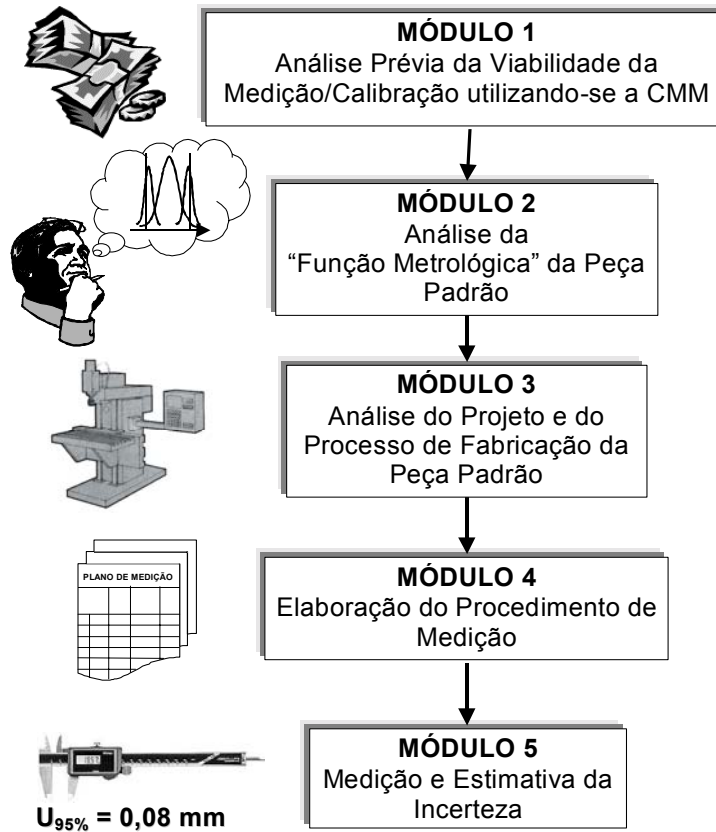 MÓDULO 1
Análise Prévia da Viabilidade da
Medição/Calibração utilizando-se a CMM
MÓDULO 2
Análise da
“Função Metrológica” da Peça
Padrão
MÓDULO 3
Análise do Projeto e do
Processo de Fabricação da
Peça Padrão
PLANO DE MEDIÇÃO
MÓDULO 4
Elaboração do Procedimento de
Medição
MÓDULO 5
Medição e Estimativa da
Incerteza
U95% = 0,08 mm